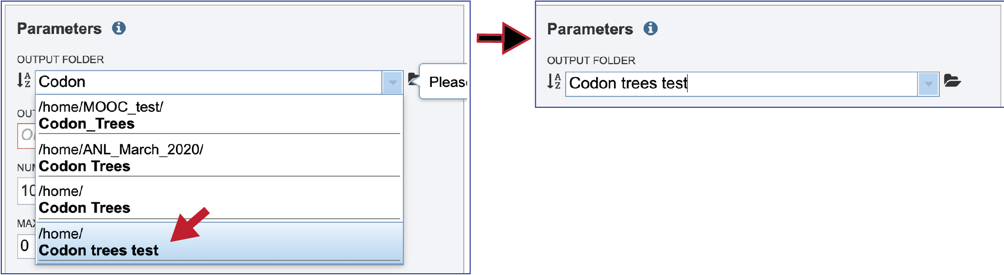 Parameters
OUTPUT FOLDER
Codon
Please
/home/MOOC_test/
Codon_Trees
/home/ANL_March_2020/
Codon Trees
/home/
Codon Trees
/home/
Codon trees test
OU
NUM
10
MAX
0
Parameters
OUTPUT FOLDER
Codon trees test